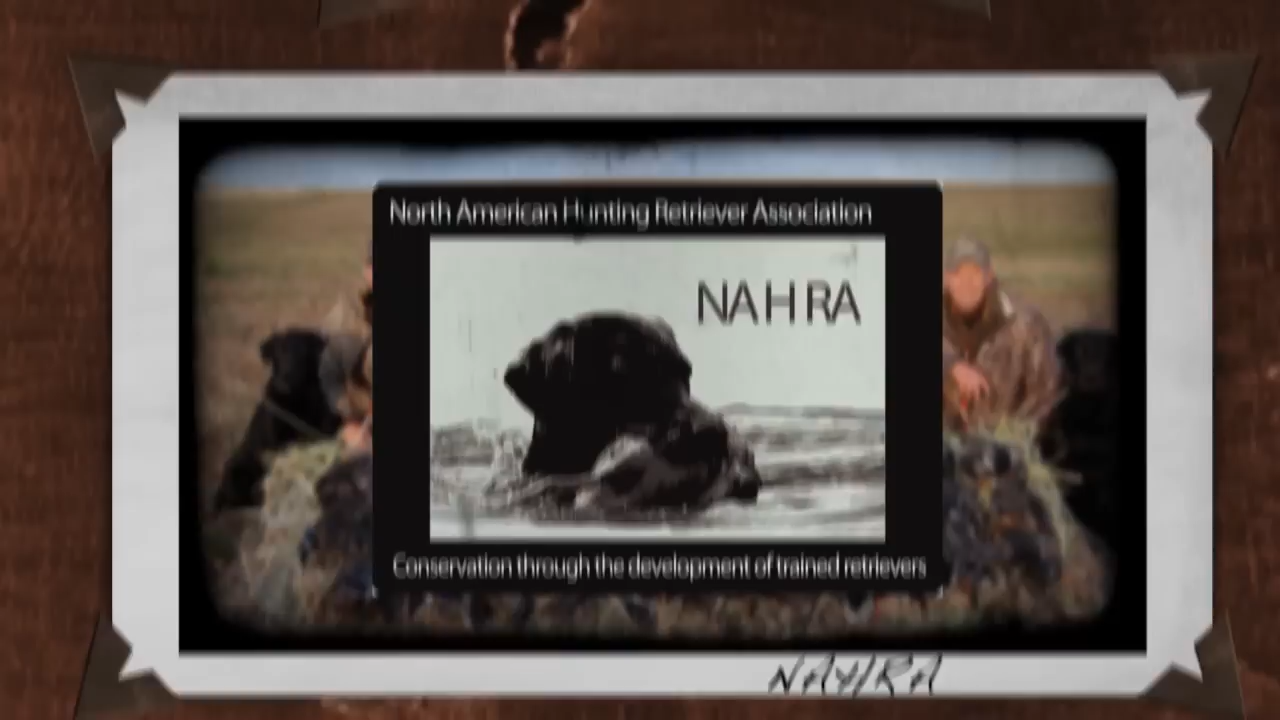 North American Hunting Retriever Association
NAHRA
Conservation through the development of trained retrievers
NAHRA